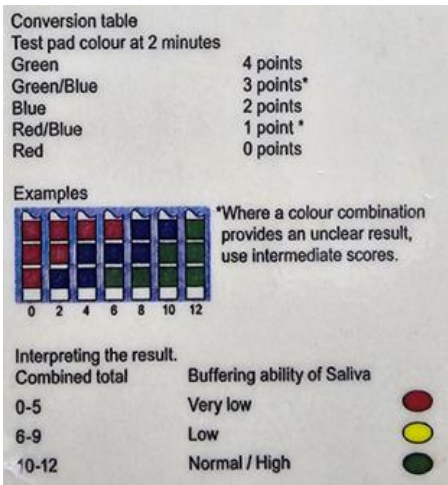 Conversion table
Test pad colour at 2 minutes
Green 4 points
Green/Blue 3 points*
Blue 2 points
Red/Blue 1 point *
Red 0 points
Examples
*Where a colour combination
provides an unclear result,
use intermediate scores.
0 2 4 6 8 10 12
Interpreting the result.
Combined total Buffering ability of Saliva
0-5 Very low
6-9 Low
10-12 Normal / High